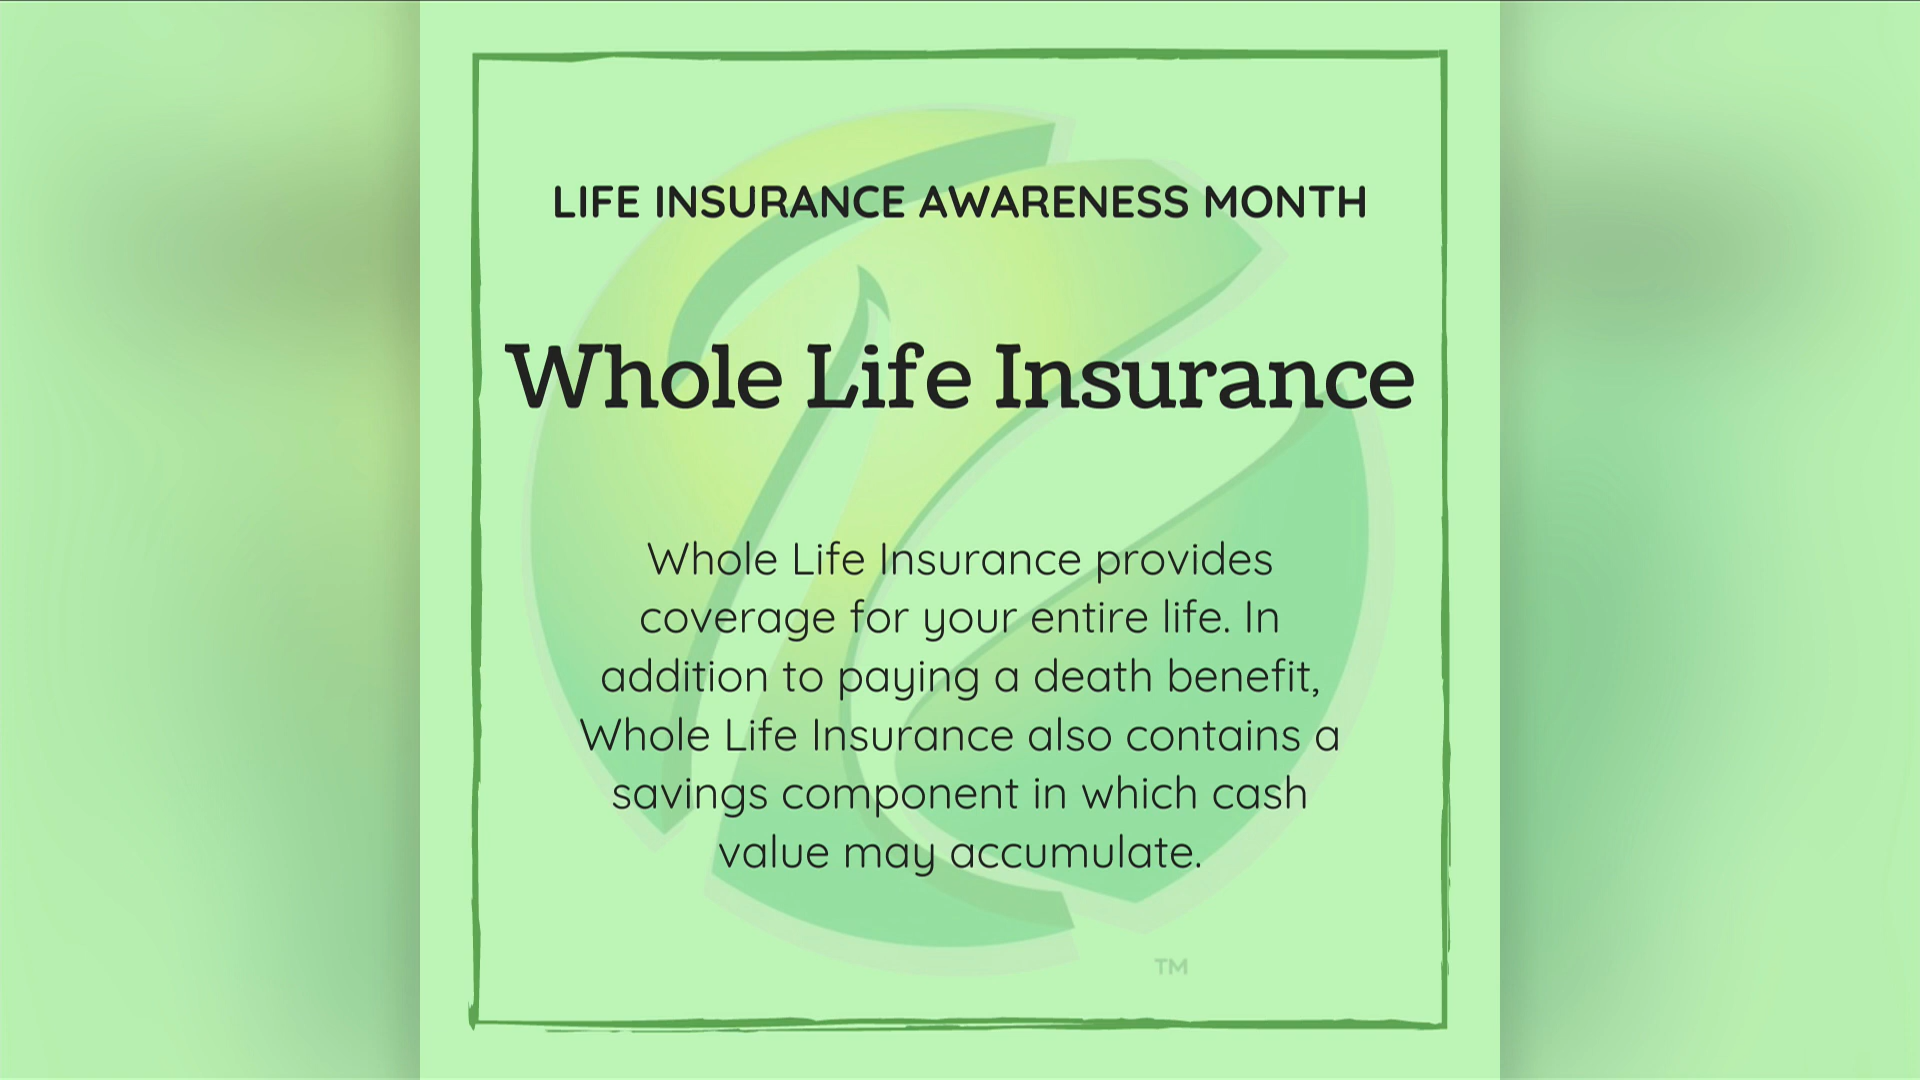 LIFE INSURANCE AWARENESS MONTH
Whole Life Insurance
Whole Life Insurance provides
coverage for your entire life. In
addition to paying a death benefit,
Whole Life Insurance also contains a
savings component in which cash
value may accumulate.
TM